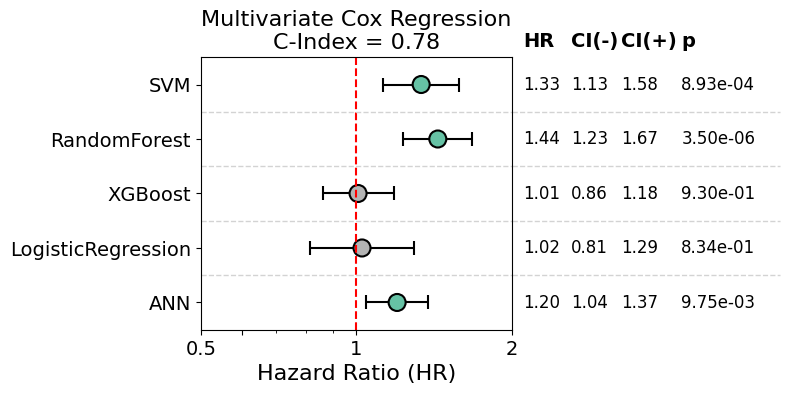 Multivariate Cox Regression
C-Index = 0.78
HR CI(-) CI(+) p
SVM 1.33 1.13 1.58 8.93e-04
RandomForest 1.44 1.23 1.67 3.50e-06
XGBoost 1.01 0.86 1.18 9.30e-01
LogisticRegression 1.02 0.81 1.29 8.34e-01
ANN 1.20 1.04 1.37 9.75e-03
0.5 1 2
Hazard Ratio (HR)